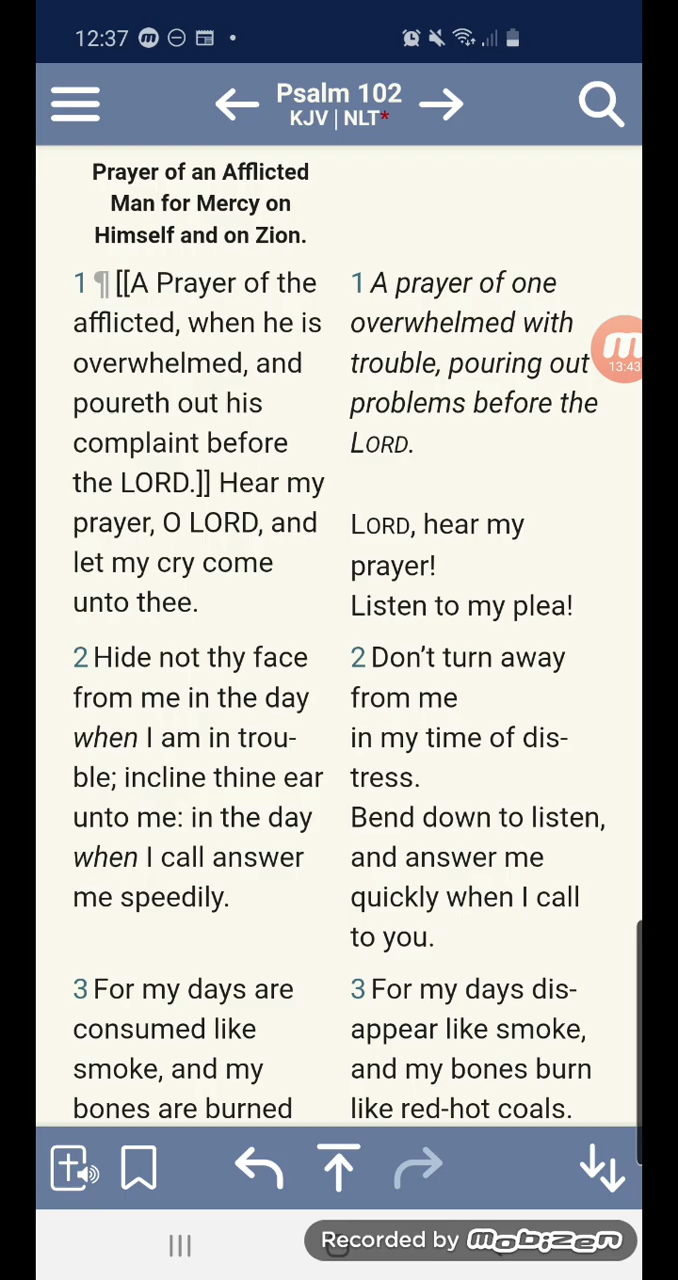 12:37
Psalm 102
KJV | NLT*
Prayer of an Afflicted
Man for Mercy on
Himself and on Zion.
1 ¶ [[A Prayer of the
afflicted, when he is
overwhelmed, and
poureth out his
complaint before
the LORD.]] Hear my
prayer, O LORD, and
let my cry come
unto thee.
2 Hide not thy face
from me in the day
when I am in trou-
ble; incline thine ear
unto me: in the day
when I call answer
me speedily.
3 For my days are
consumed like
smoke, and my
bones are burned
1 A prayer of one
overwhelmed with
trouble, pouring out
problems before the
LORD.
LORD, hear my
prayer!
Listen to my plea!
2 Don’t turn away
from me
in my time of dis-
tress.
Bend down to listen,
and answer me
quickly when I call
to you.
3 For my days dis-
appear like smoke,
and my bones burn
like red-hot coals.
m
13:43
Recorded by mobizen